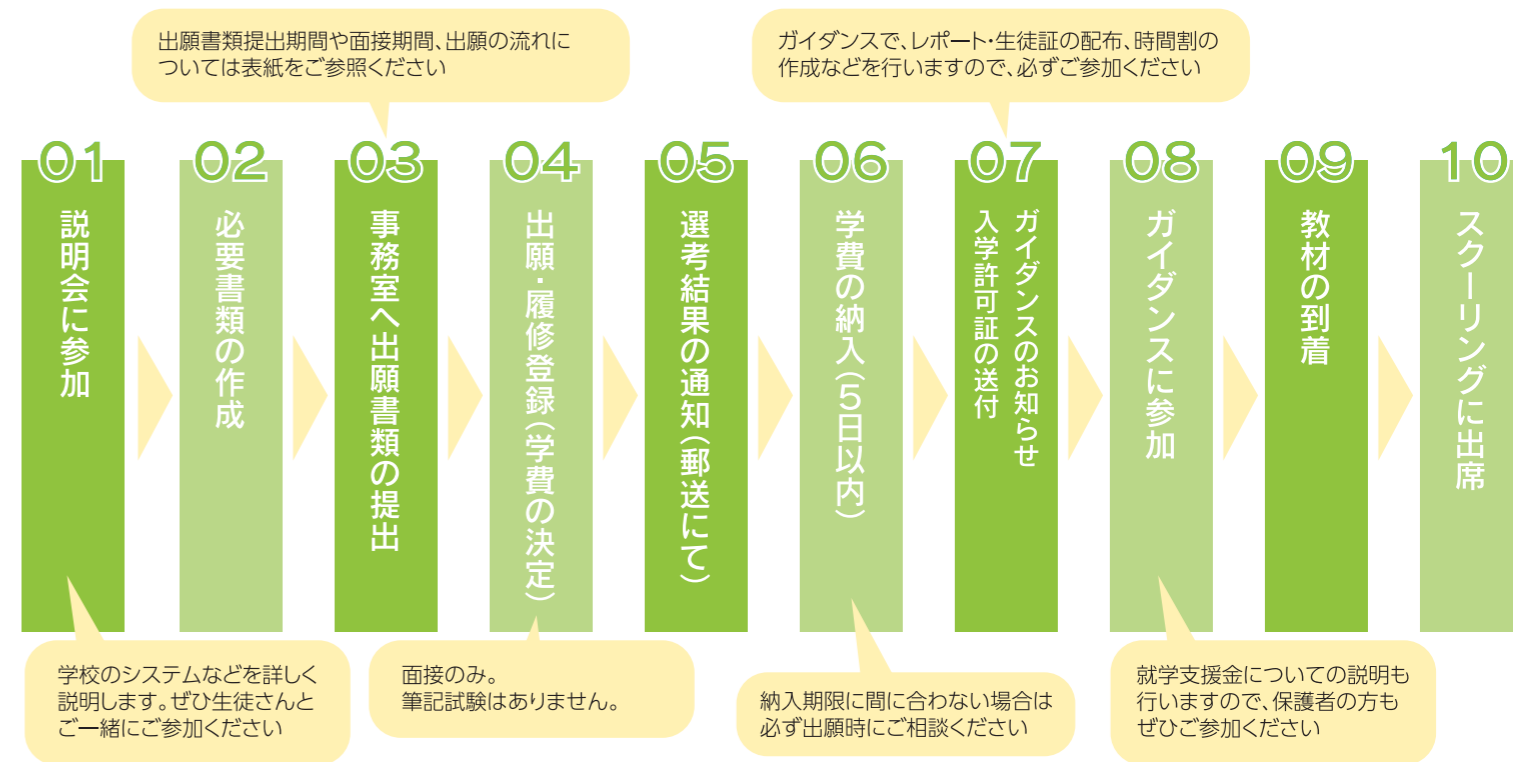 出願書類提出期間や面接期間、出願の流れに
ついては表紙をご参照ください
ガイダンスで、レポート・生徒証の配布、時間割の
作成などを行いますので、必ずご参加ください
01
説明会に参加
02
必要書類の作成
03
事務室へ出願書類の提出
04
出願・履修登録（学費の決定）
05
選考結果の通知（郵送にて）
06
学費の納入（5日以内）
07
ガイダンスのお知らせ
入学許可証の送付
08
ガイダンスに参加
09
教材の到着
10
スクーリングに出席
学校のシステムなどを詳しく
説明します。ぜひ生徒さんと
ご一緒にご参加ください
面接のみ。
筆記試験はありません。
納入期限に間に合わない場合は
必ず出願時にご相談ください
就学支援金についての説明も
行いますので、保護者の方も
ぜひご参加ください